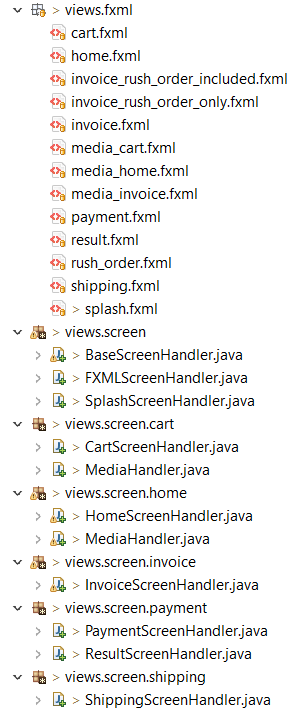 > views.fxml
cart.fxml
home.fxml
invoice_rush_order_included.fxml
invoice_rush_order_only.fxml
invoice.fxml
media_cart.fxml
media_home.fxml
media_invoice.fxml
payment.fxml
result.fxml
rush_order.fxml
shipping.fxml
> splash.fxml
> views.screen
> BaseScreenHandler.java
> FXMLScreenHandler.java
> SplashScreenHandler.java
> views.screen.cart
> CartScreenHandler.java
> MediaHandler.java
> views.screen.home
> HomeScreenHandler.java
> MediaHandler.java
> views.screen.invoice
> InvoiceScreenHandler.java
> views.screen.payment
> PaymentScreenHandler.java
> ResultScreenHandler.java
> views.screen.shipping
> ShippingScreenHandler.java